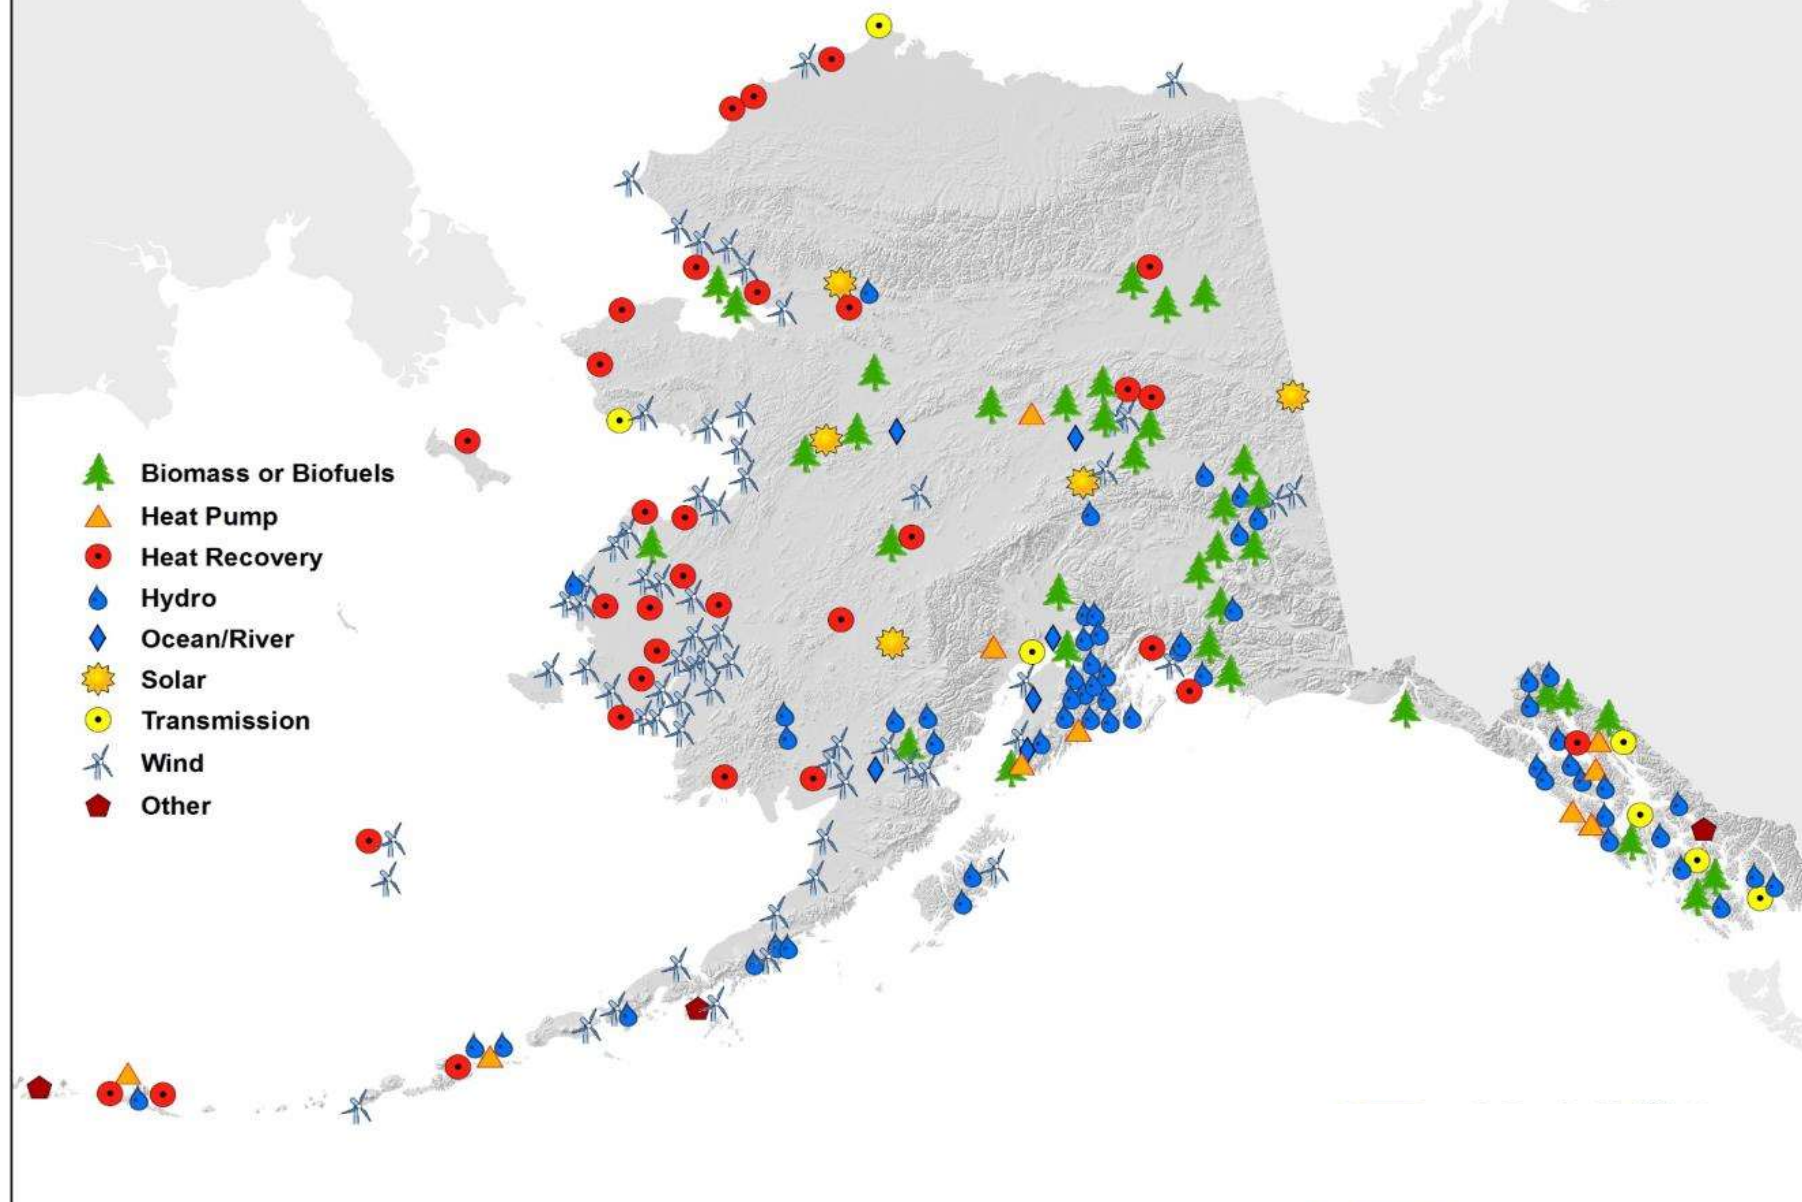 Biomass or Biofuels
Heat Pump
Heat Recovery
Hydro
Ocean/River
Solar
Transmission
Wind
Other